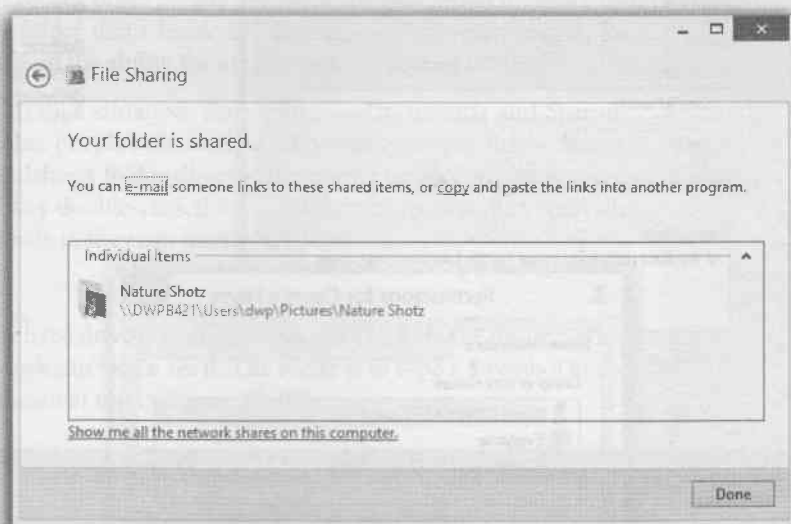 File Sharing
Your folder is shared.
You can e-mail someone links to these shared items, or copy and paste the links into another program.
Individual Items
Nature Shotz
\\DWPB421\Users\dwp\Pictures\Nature Shotz
Show me all the network shares on this computer.
Done